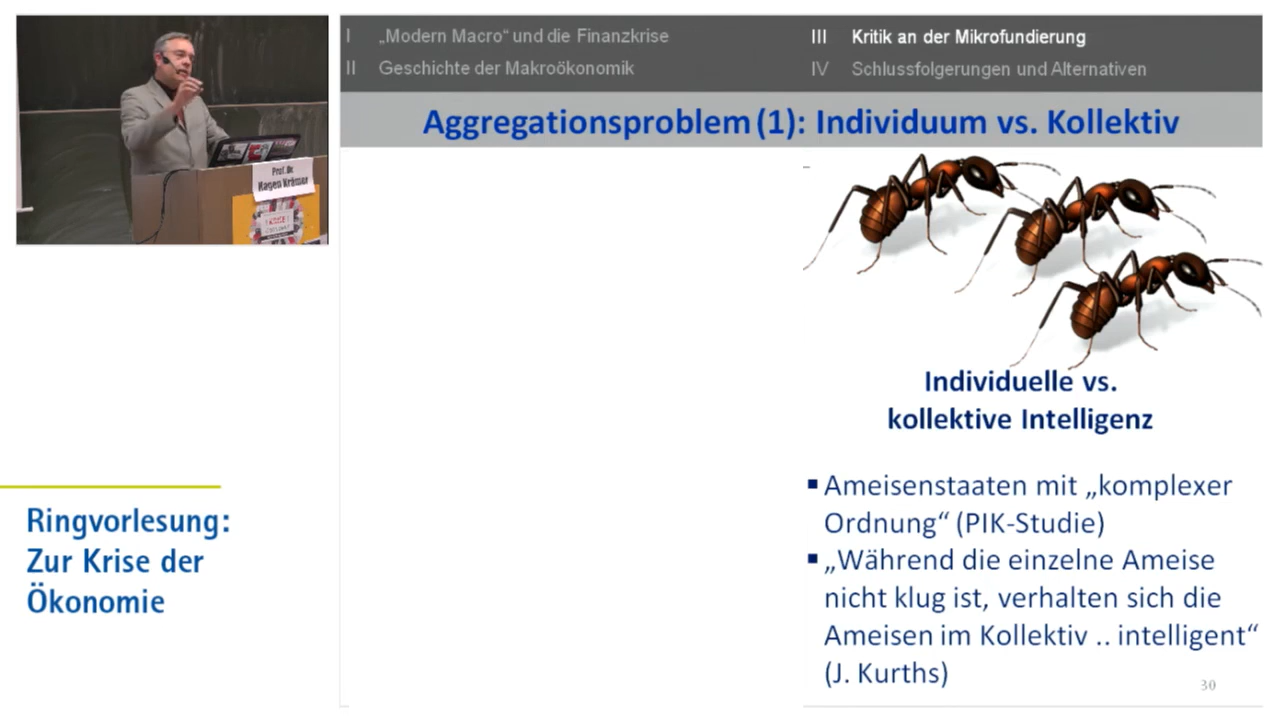 Prof. Dr.
Hagen Krämer
I
„Modern Macro“ und die Finanzkrise
II
Geschichte der Makroökonomik
III
Kritik an der Mikrofundierung
IV
Schlussfolgerungen und Alternativen
Aggregationsproblem (1): Individuum vs. Kollektiv
Individuelle vs.
kollektive Intelligenz
▪ Ameisenstaaten mit „komplexer
Ordnung“ (PIK-Studie)
▪ „Während die einzelne Ameise
nicht klug ist, verhalten sich die
Ameisen im Kollektiv .. intelligent“
(J. Kurths)
30
Ringvorlesung:
Zur Krise der
Ökonomie